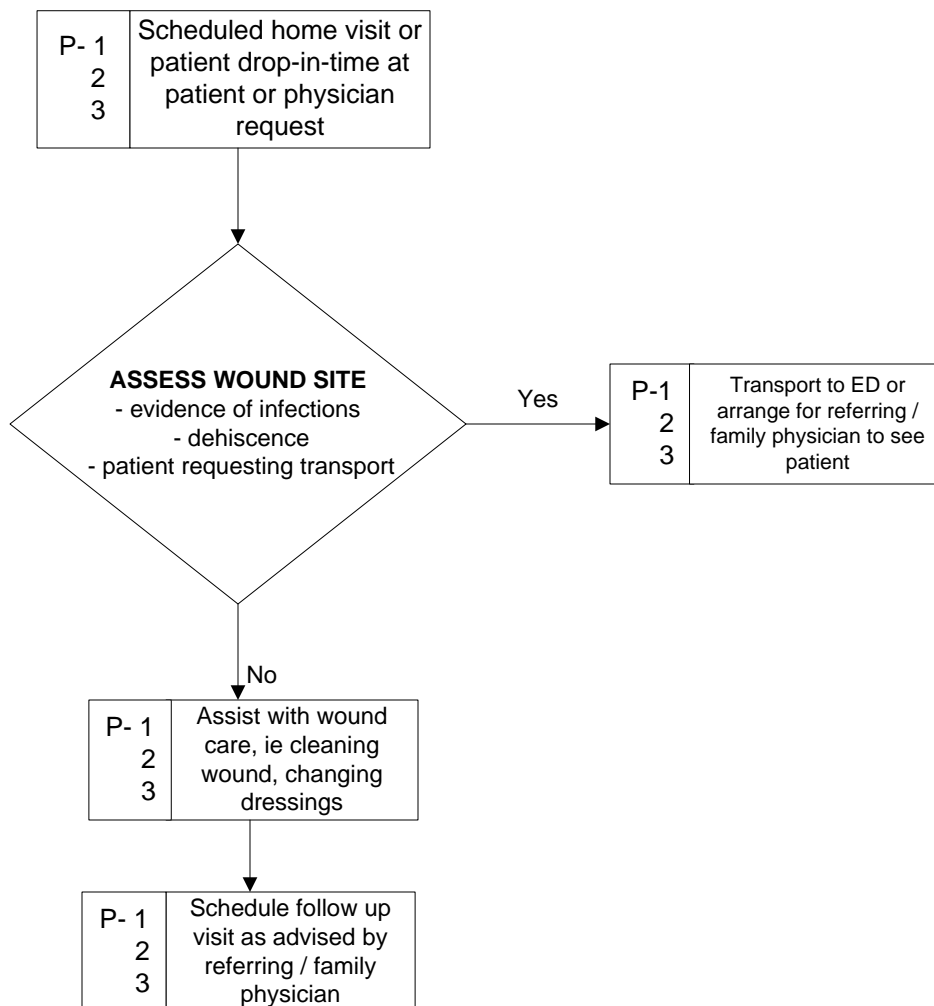 P- 1
2
3
Scheduled home visit or
patient drop-in-time at
patient or physician
request
ASSESS WOUND SITE
- evidence of infections
- dehiscence
- patient requesting transport
Yes
P-1
2
3
Transport to ED or
arrange for referring /
family physician to see
patient
No
P- 1
2
3
Assist with wound
care, ie cleaning
wound, changing
dressings
P- 1
2
3
Schedule follow up
visit as advised by
referring / family
physician